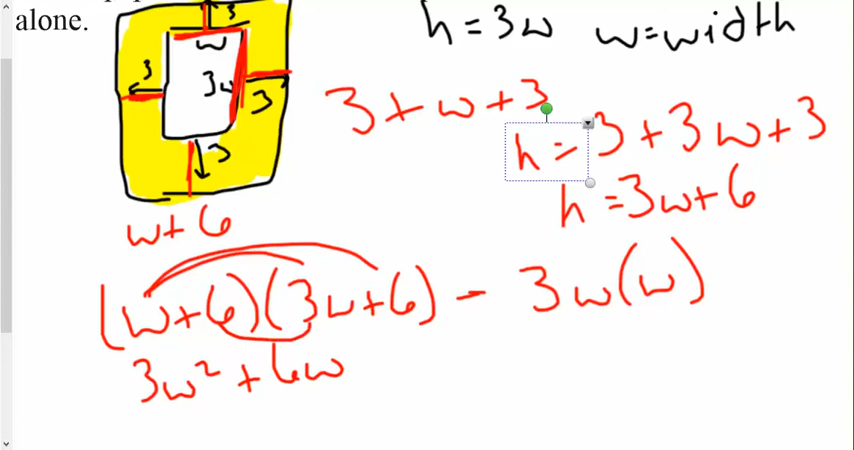 alone.
3
w
3
3w
3
3
w+6
h=3w w=width
3+w+3
h=3+3w+3
h=3w+6
(w+6)(3w+6)-3w(w)
3w²+6w